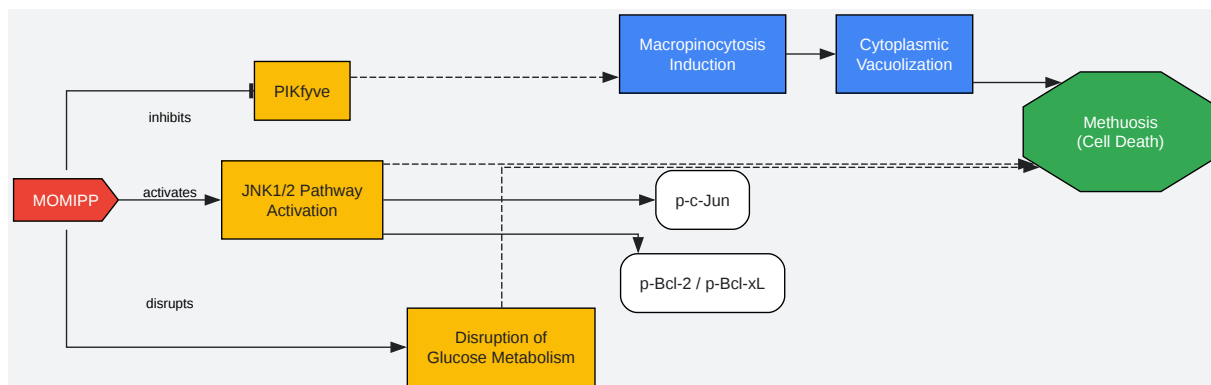 Macropinocytosis
Induction
Cytoplasmic
Vacuolization
PIKfyve
inhibits
Methuosis
(Cell Death)
MOMIPP
activates
JNK1/2 Pathway
Activation
p-c-Jun
p-Bcl-2 / p-Bcl-xL
disrupts
Disruption of
Glucose Metabolism